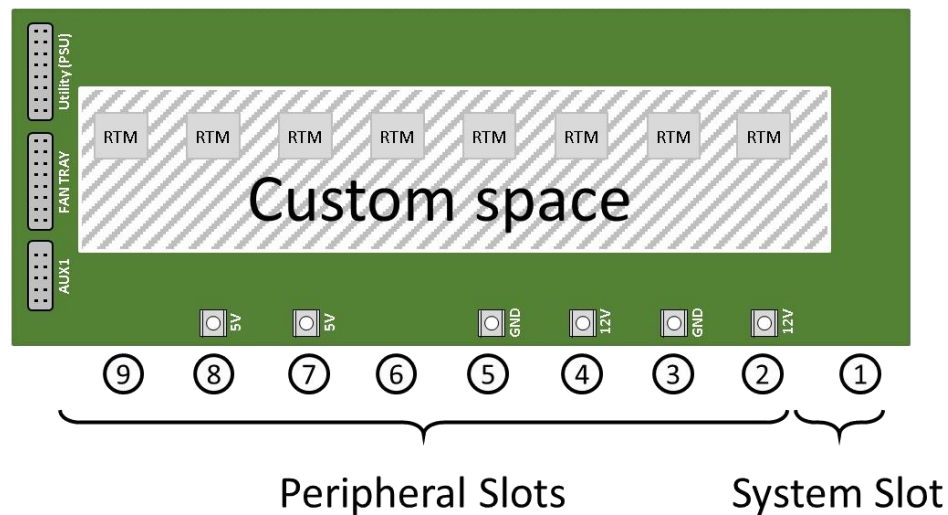 Utility (PSU)
FAN TRAY
AUX1
RTM RTM RTM RTM RTM RTM RTM RTM
Custom space
5V 5V GND 12V GND 12V
9 8 7 6 5 4 3 2 1
Peripheral Slots System Slot